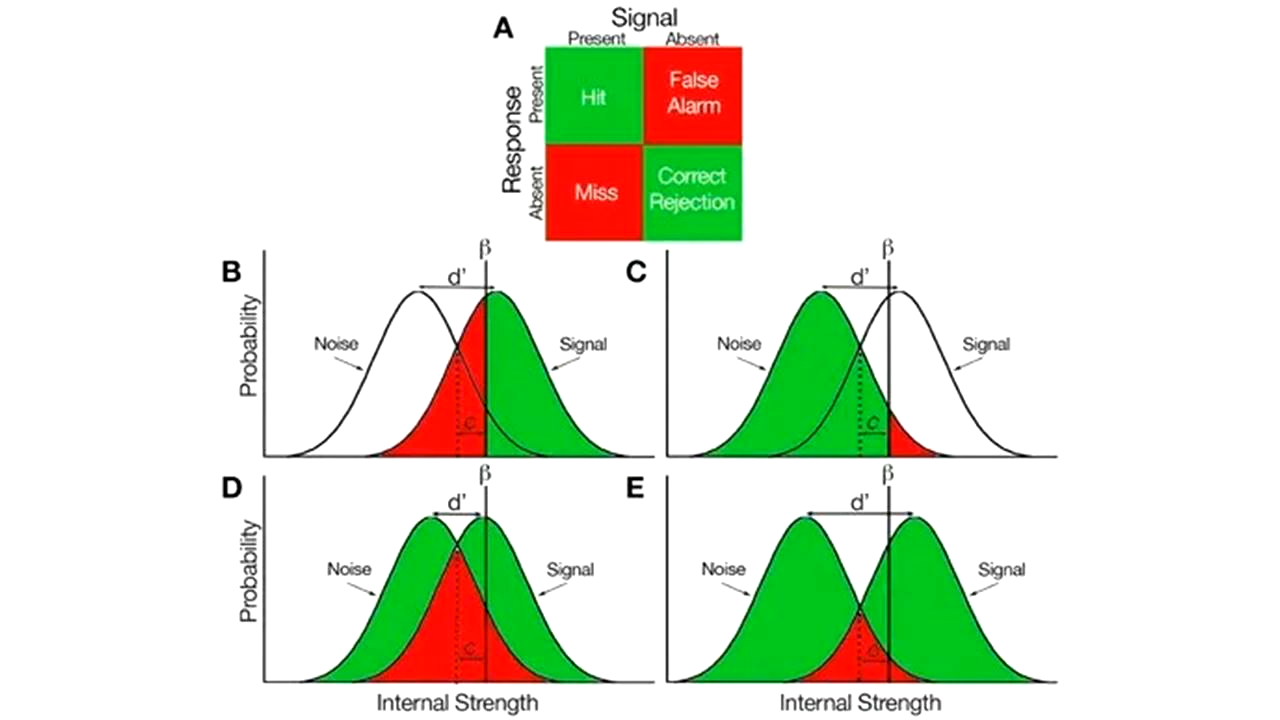 A
Signal
Present Absent
Response
Present
Absent
Hit
False
Alarm
Miss
Correct
Rejection
B
β
d'
Probability
Noise
Signal
C
C
β
d'
Noise
Signal
C
D
β
d'
Probability
Noise
Signal
C
Internal Strength
E
β
d'
Noise
Signal
C
Internal Strength